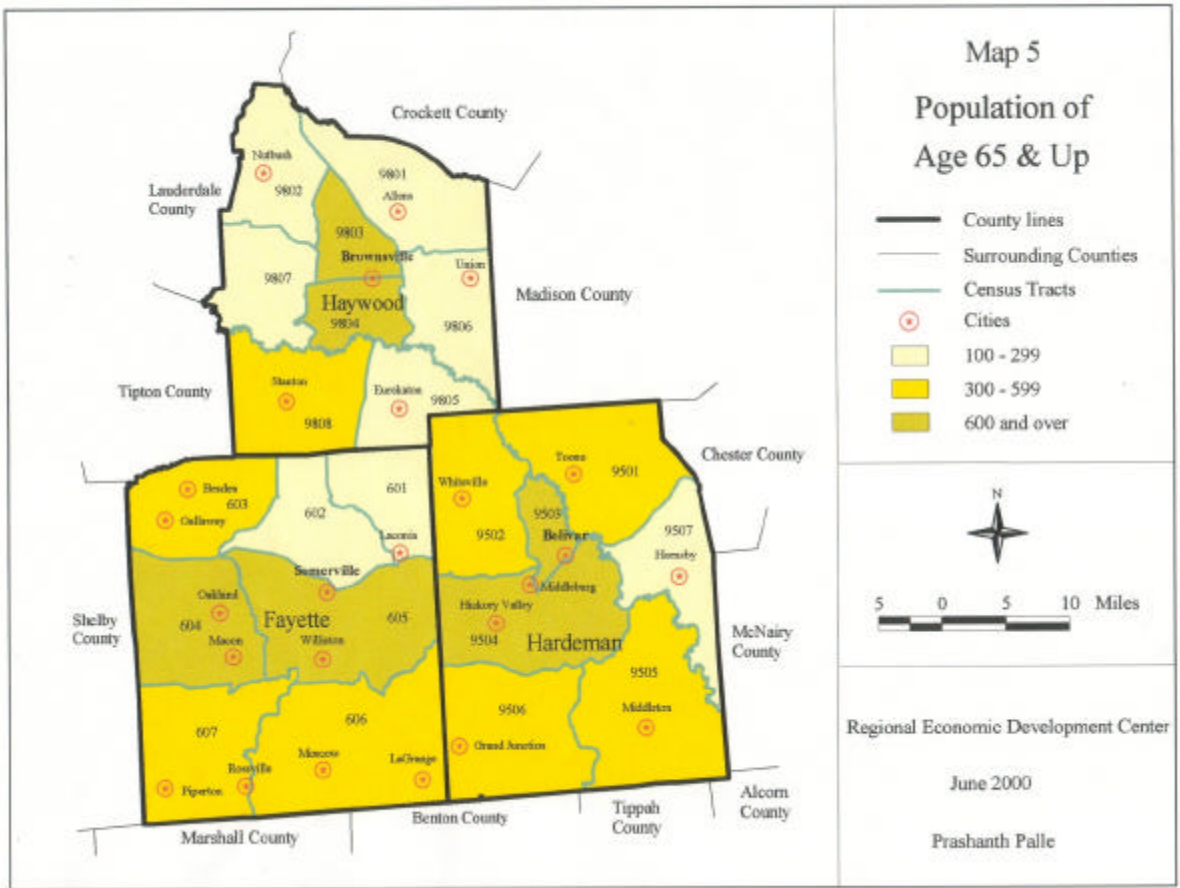 Map 5
Population of
Age 65 & Up
County lines
Surrounding Counties
Census Tracts
Cities
100 - 299
300 - 599
600 and over
N
5 0 5 10 Miles
Regional Economic Development Center
June 2000
Prashanth Palle
Crockett County
Lauderdale
County
Madison County
Tipton County
Chester County
Shelby
County
McNairy
County
Marshall County
Benton County
Tippah
County
Alcorn
County
Nutbush
9802
9801
Allens
9803
Brownsville
Union
9807
Haywood
9804
9806
Stanton
9808
Eurekaton
9805
Braden
603
Gallaway
602
601
Laconia
Somerville
Oakland
604
Fayette
605
Macon
Williston
607
606
Moscow
Rossville
LaGrange
Piperton
Whiteville
Toone
9501
9502
9503
Bolivar
9507
Hornsby
Middleburg
Hickory Valley
9504
Hardeman
9505
9506
Middleton
Grand Junction